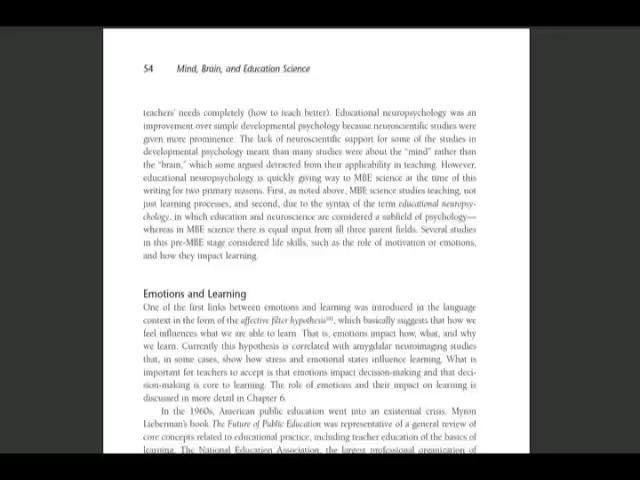 54 Mind, Brain, and Education Science
teachers' needs completely (how to teach better). Educational neuropsychology was an
improvement over simple developmental psychology because neuroscientific studies were
given more prominence. The lack of neuroscientific support for some of the studies in
developmental psychology meant than many studies were about the "mind" rather than
the "brain," which some argued detracted from their applicability in teaching. However,
educational neuropsychology is quickly giving way to MBE science at the time of this
writing for two primary reasons. First, as noted above, MBE science studies teaching, not
just learning processes, and second, due to the syntax of the term educational neuropsy-
chology, in which education and neuroscience are considered a subfield of psychology—
whereas in MBE science there is equal input from all three parent fields. Several studies
in this pre-MBE stage considered life skills, such as the role of motivation or emotions,
and how they impact learning.
Emotions and Learning
One of the first links between emotions and learning was introduced in the language
context in the form of the affective filter hypothesis, which basically suggests that how we
feel influences what we are able to learn. That is, emotions impact how, what, and why
we learn. Currently this hypothesis is correlated with amygdalar neuroimaging studies
that, in some cases, show how stress and emotional states influence learning. What is
important for teachers to accept is that emotions impact decision-making and that deci-
sion-making is core to learning. The role of emotions and their impact on learning is
discussed in more detail in Chapter 6.
In the 1960s, American public education went into an existential crisis. Myron
Lieberman's book The Future of Public Education was representative of a general review of
core concepts related to educational practice, including teacher education of the basics of
learning. The National Education Association, the largest professional organization of